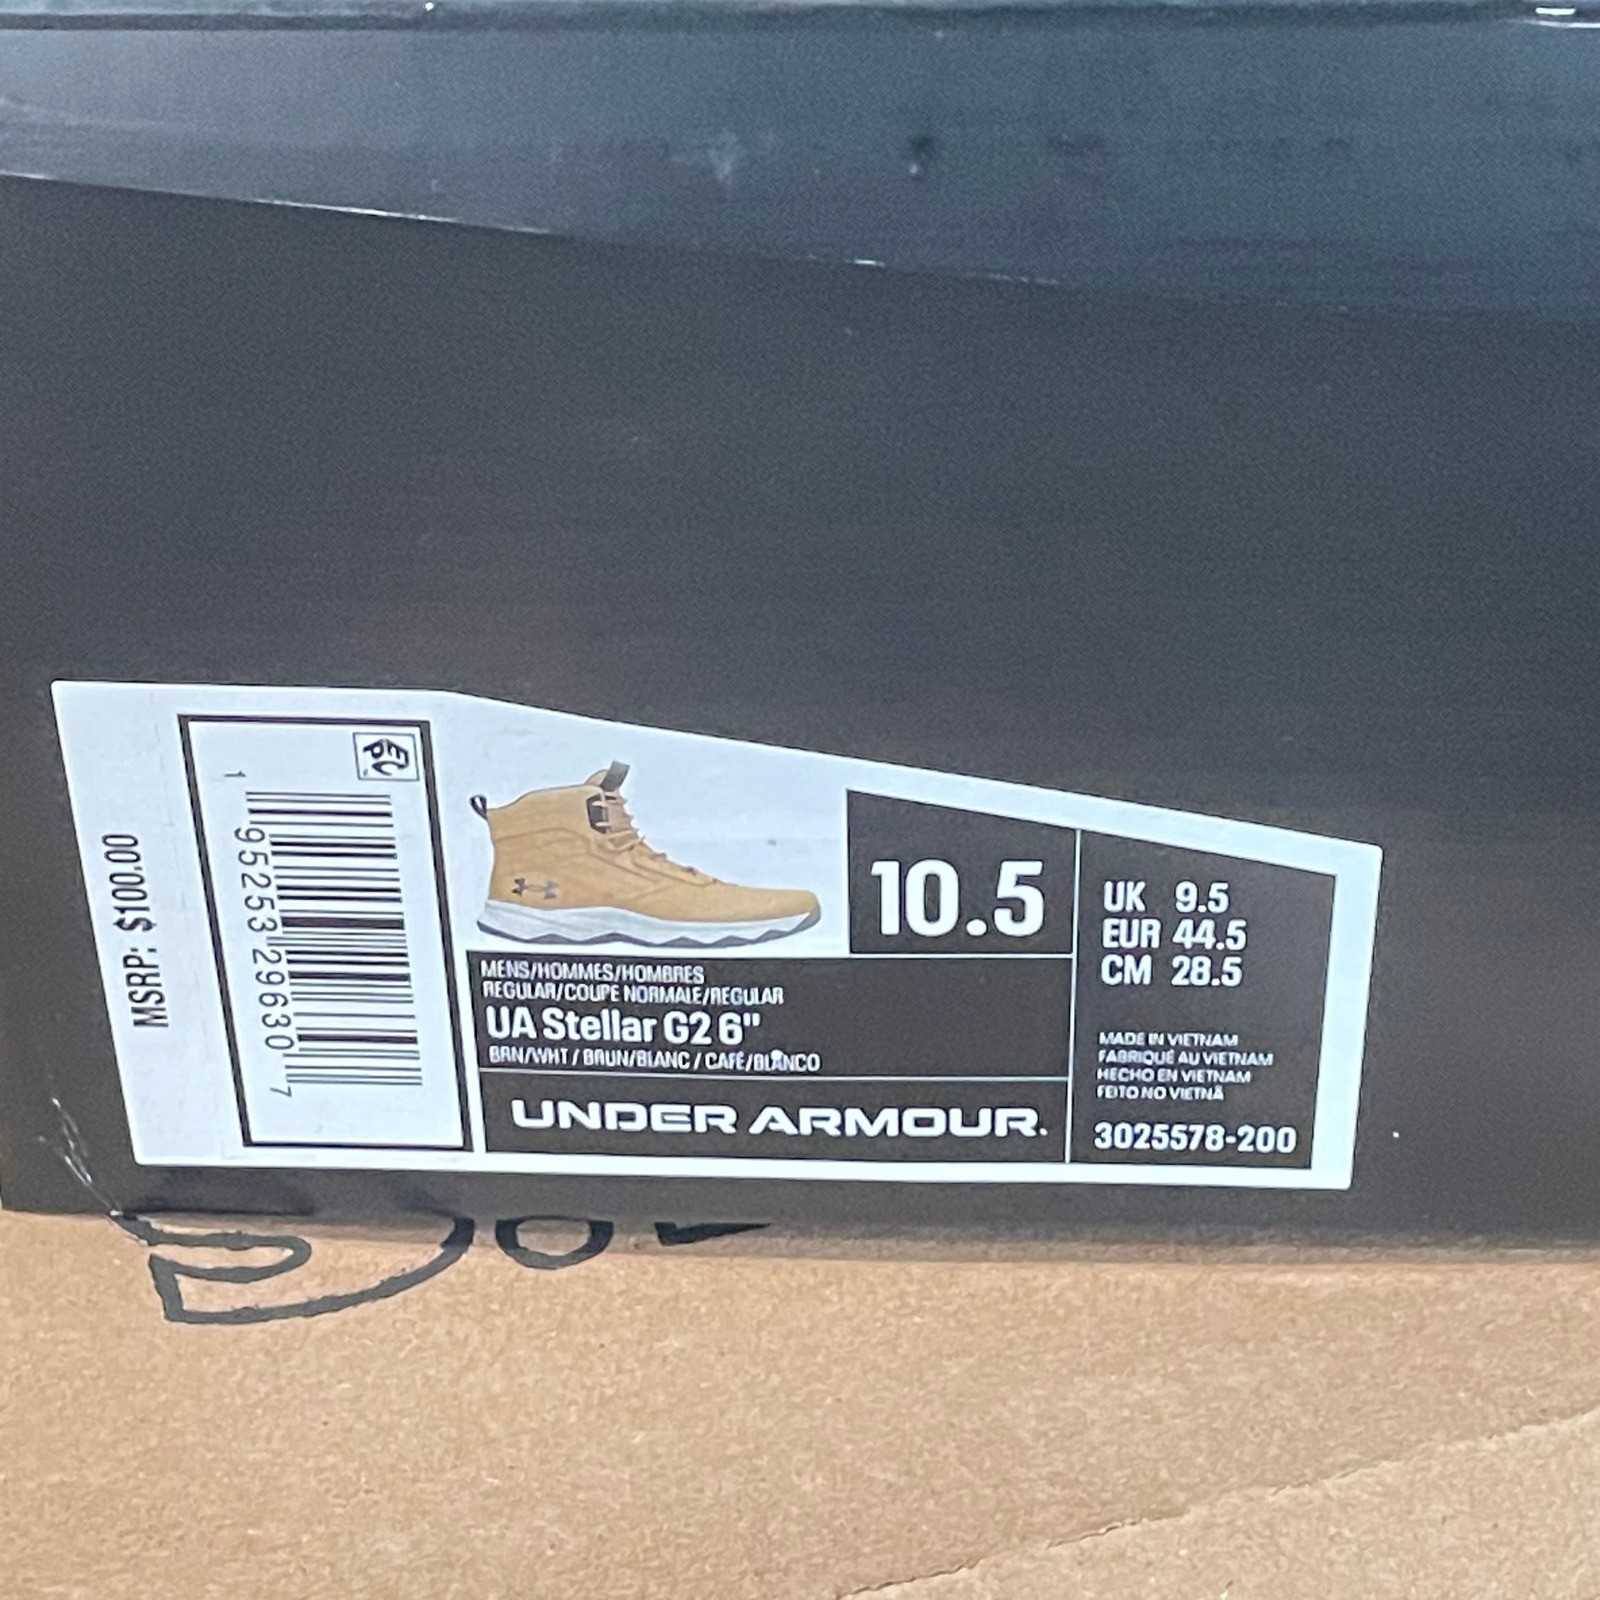 MSRP: $100.00
EPC
1 95253 29630 7
10.5
MENS/HOMMES/HOMBRES
REGULAR/COUPE NORMALE/REGULAR
UA Stellar G2 6"
BRN/WHT / BRUN/BLANC / CAFÉ/BLANCO
UNDER ARMOUR.
UK 9.5
EUR 44.5
CM 28.5
MADE IN VIETNAM
FABRIQUÉ AU VIETNAM
HECHO EN VIETNAM
FEITO NO VIETNÃ
3025578-200